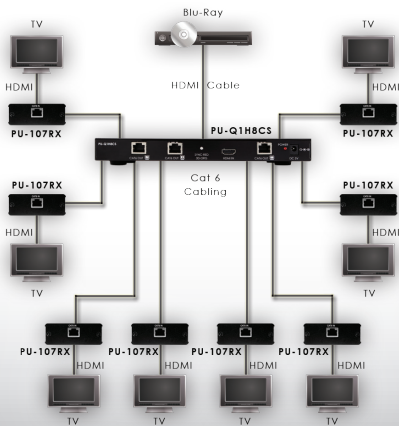 Blu-Ray
TV
TV
HDMI
HDMI Cable
HDMI
PU-107RX
PU-Q1H8CS
PU-107RX
PU-Q1H8CS
Cat 6
Cabling
PU-107RX
PU-107RX
HDMI
HDMI
TV
TV
PU-107RX
PU-107RX
PU-107RX
PU-107RX
HDMI
HDMI
HDMI
HDMI
TV
TV
TV
TV